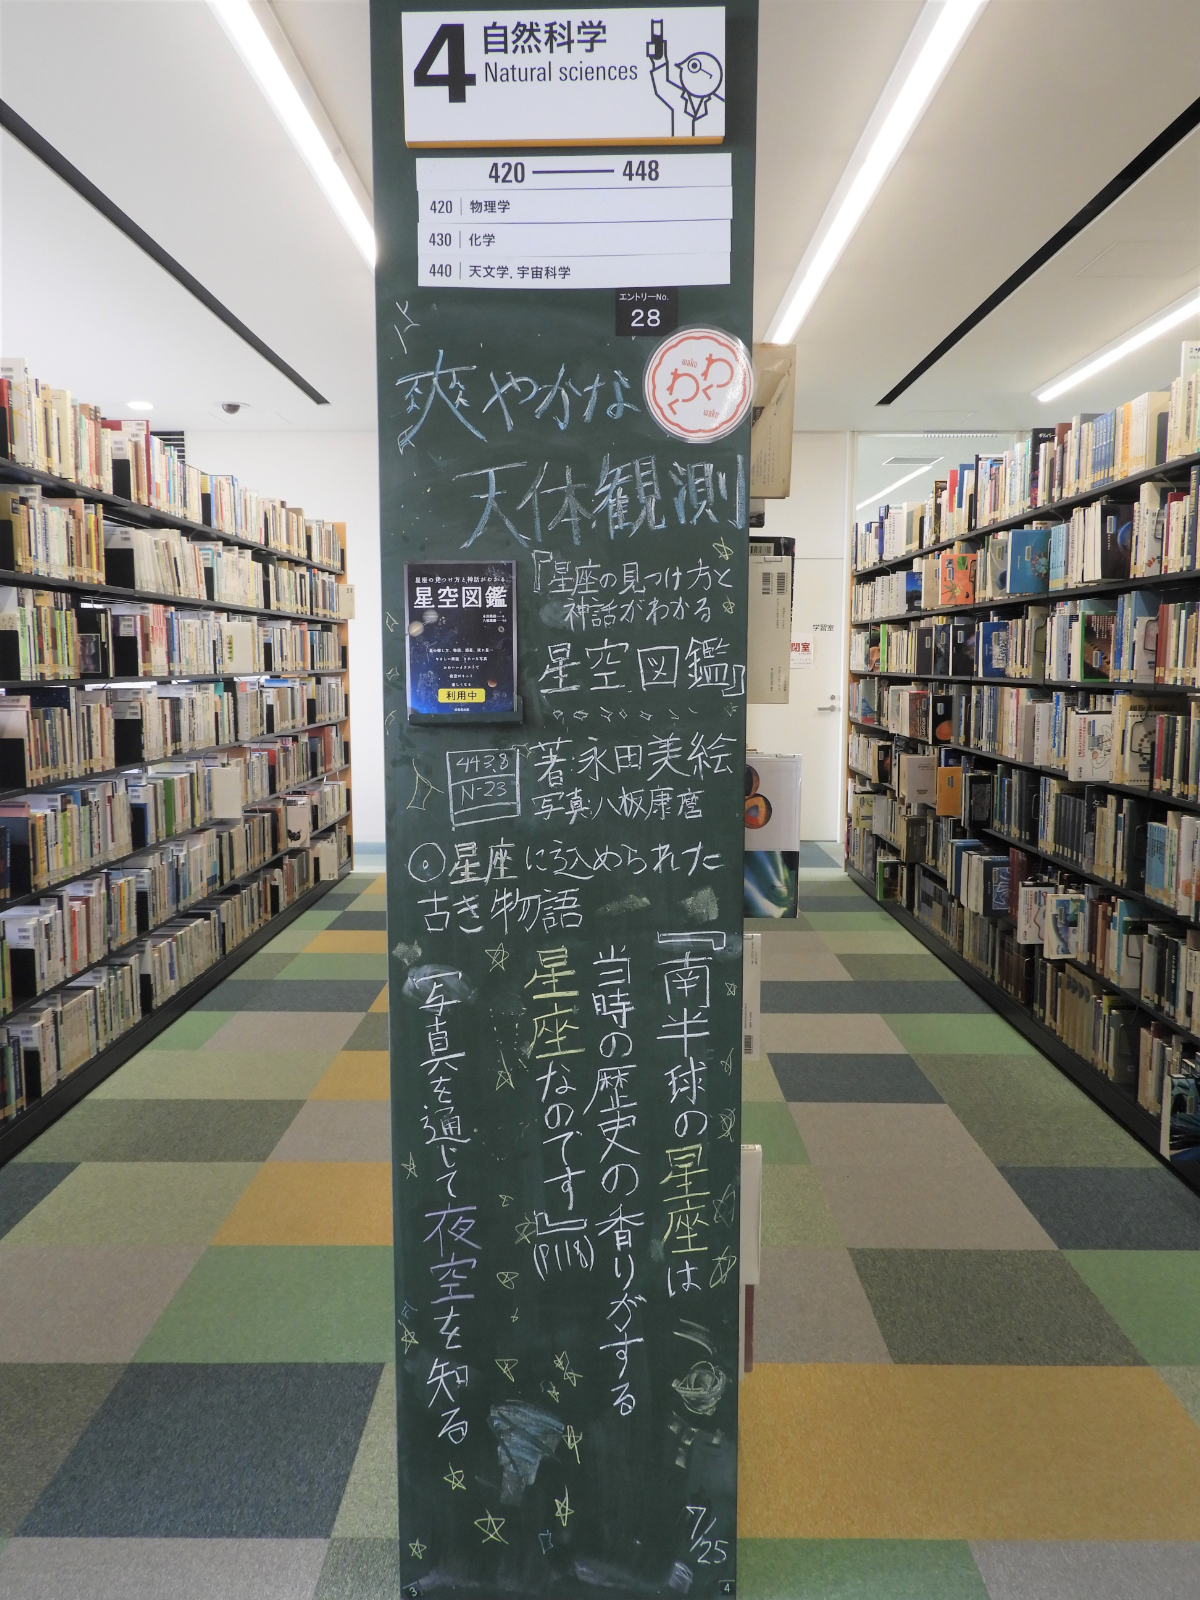 4 自然科学
Natural sciences
420 — 448
420 | 物理学
430 | 化学
440 | 天文学,宇宙科学
エントリーNo.
28
wako
わくわく
wako
爽やかな
天体観測
星座の見つけ方と神話がわかる
星空図鑑
利用中
『星座の見つけ方と
神話がわかる
星空図鑑』
443.8
N-23
著:永田美絵
写真:八板康麿
◎星座に込められた
古き物語
『南半球の星座は
当時の歴史の香りがする
星座なのです』
(P118)
写真を通じて夜空を知る
7/25
3
4
学習室